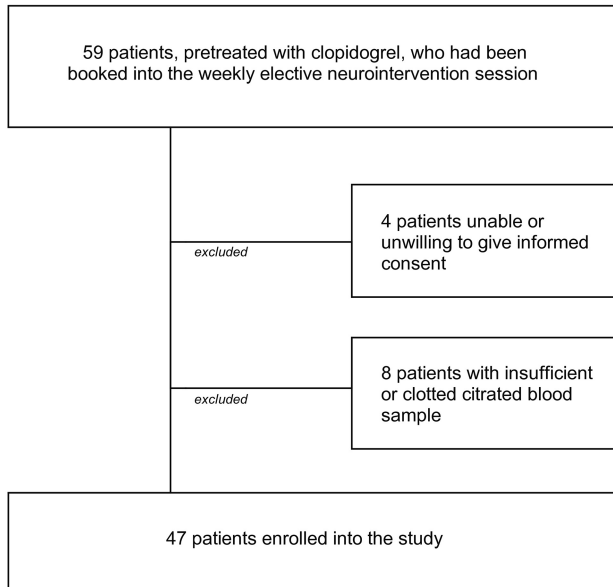 59 patients, pretreated with clopidogrel, who had been
booked into the weekly elective neurointervention session
4 patients unable or
unwilling to give informed
consent
excluded
8 patients with insufficient
or clotted citrated blood
sample
excluded
47 patients enrolled into the study